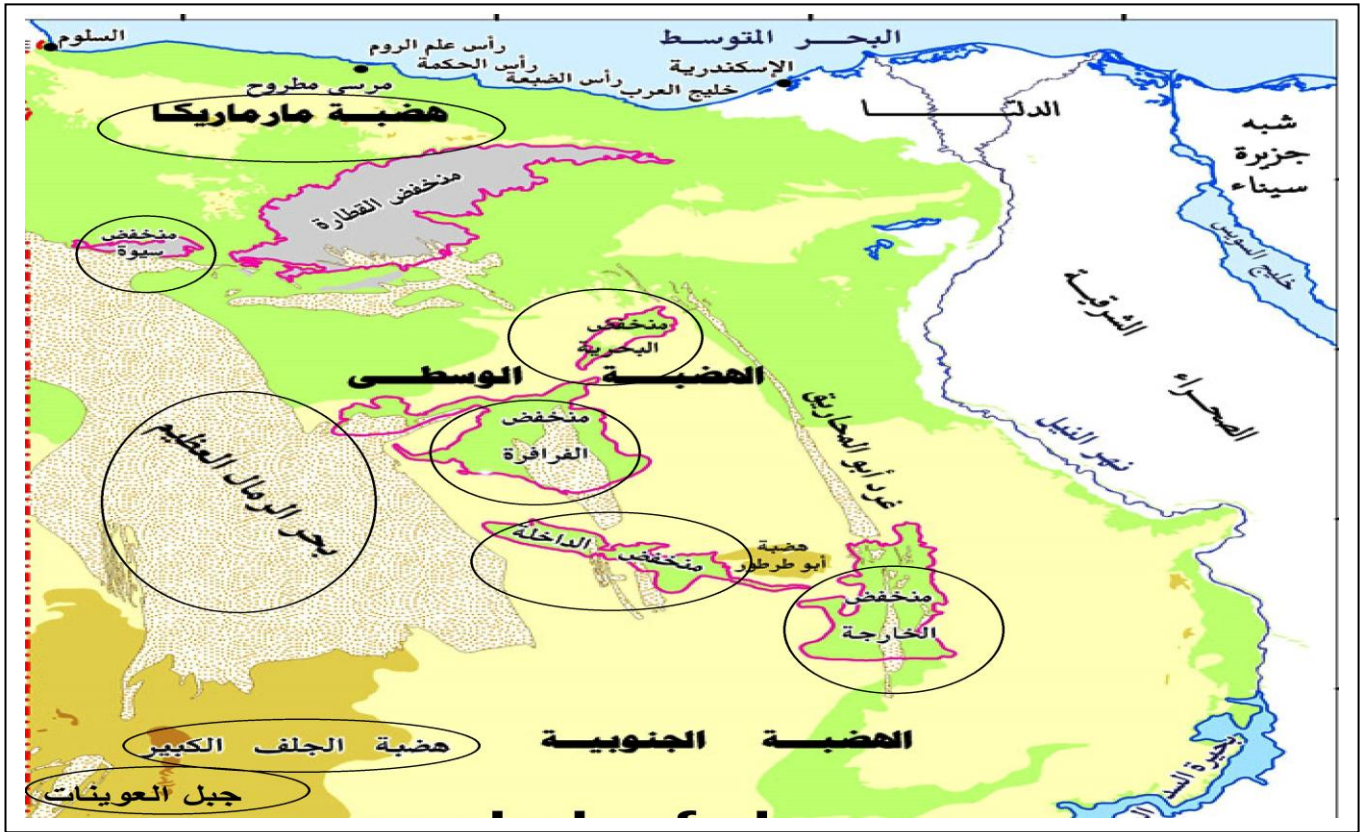 السلوم
البحر المتوسط
رأس علم الروم
رأس الحكمة
الإسكندرية
رأس الضبعة
خليج العرب
مرسى مطروح
هضبة مارماريكا
الدلتا
شبه
جزيرة
سيناء
منخفض القطارة
خليج السويس
منخفض
سيوة
الصحراء الشرقية
منخفض
البحرية
الهضبة الوسطى
غرد أبو المحاريق
منخفض
الفرافرة
بحر الرمال العظيم
نهر النيل
منخفض الداخلة
هضبة
أبو طرطور
منخفض
الخارجة
هضبة الجلف الكبير
الهضبة الجنوبية
جبل العوينات
بحيرة السد